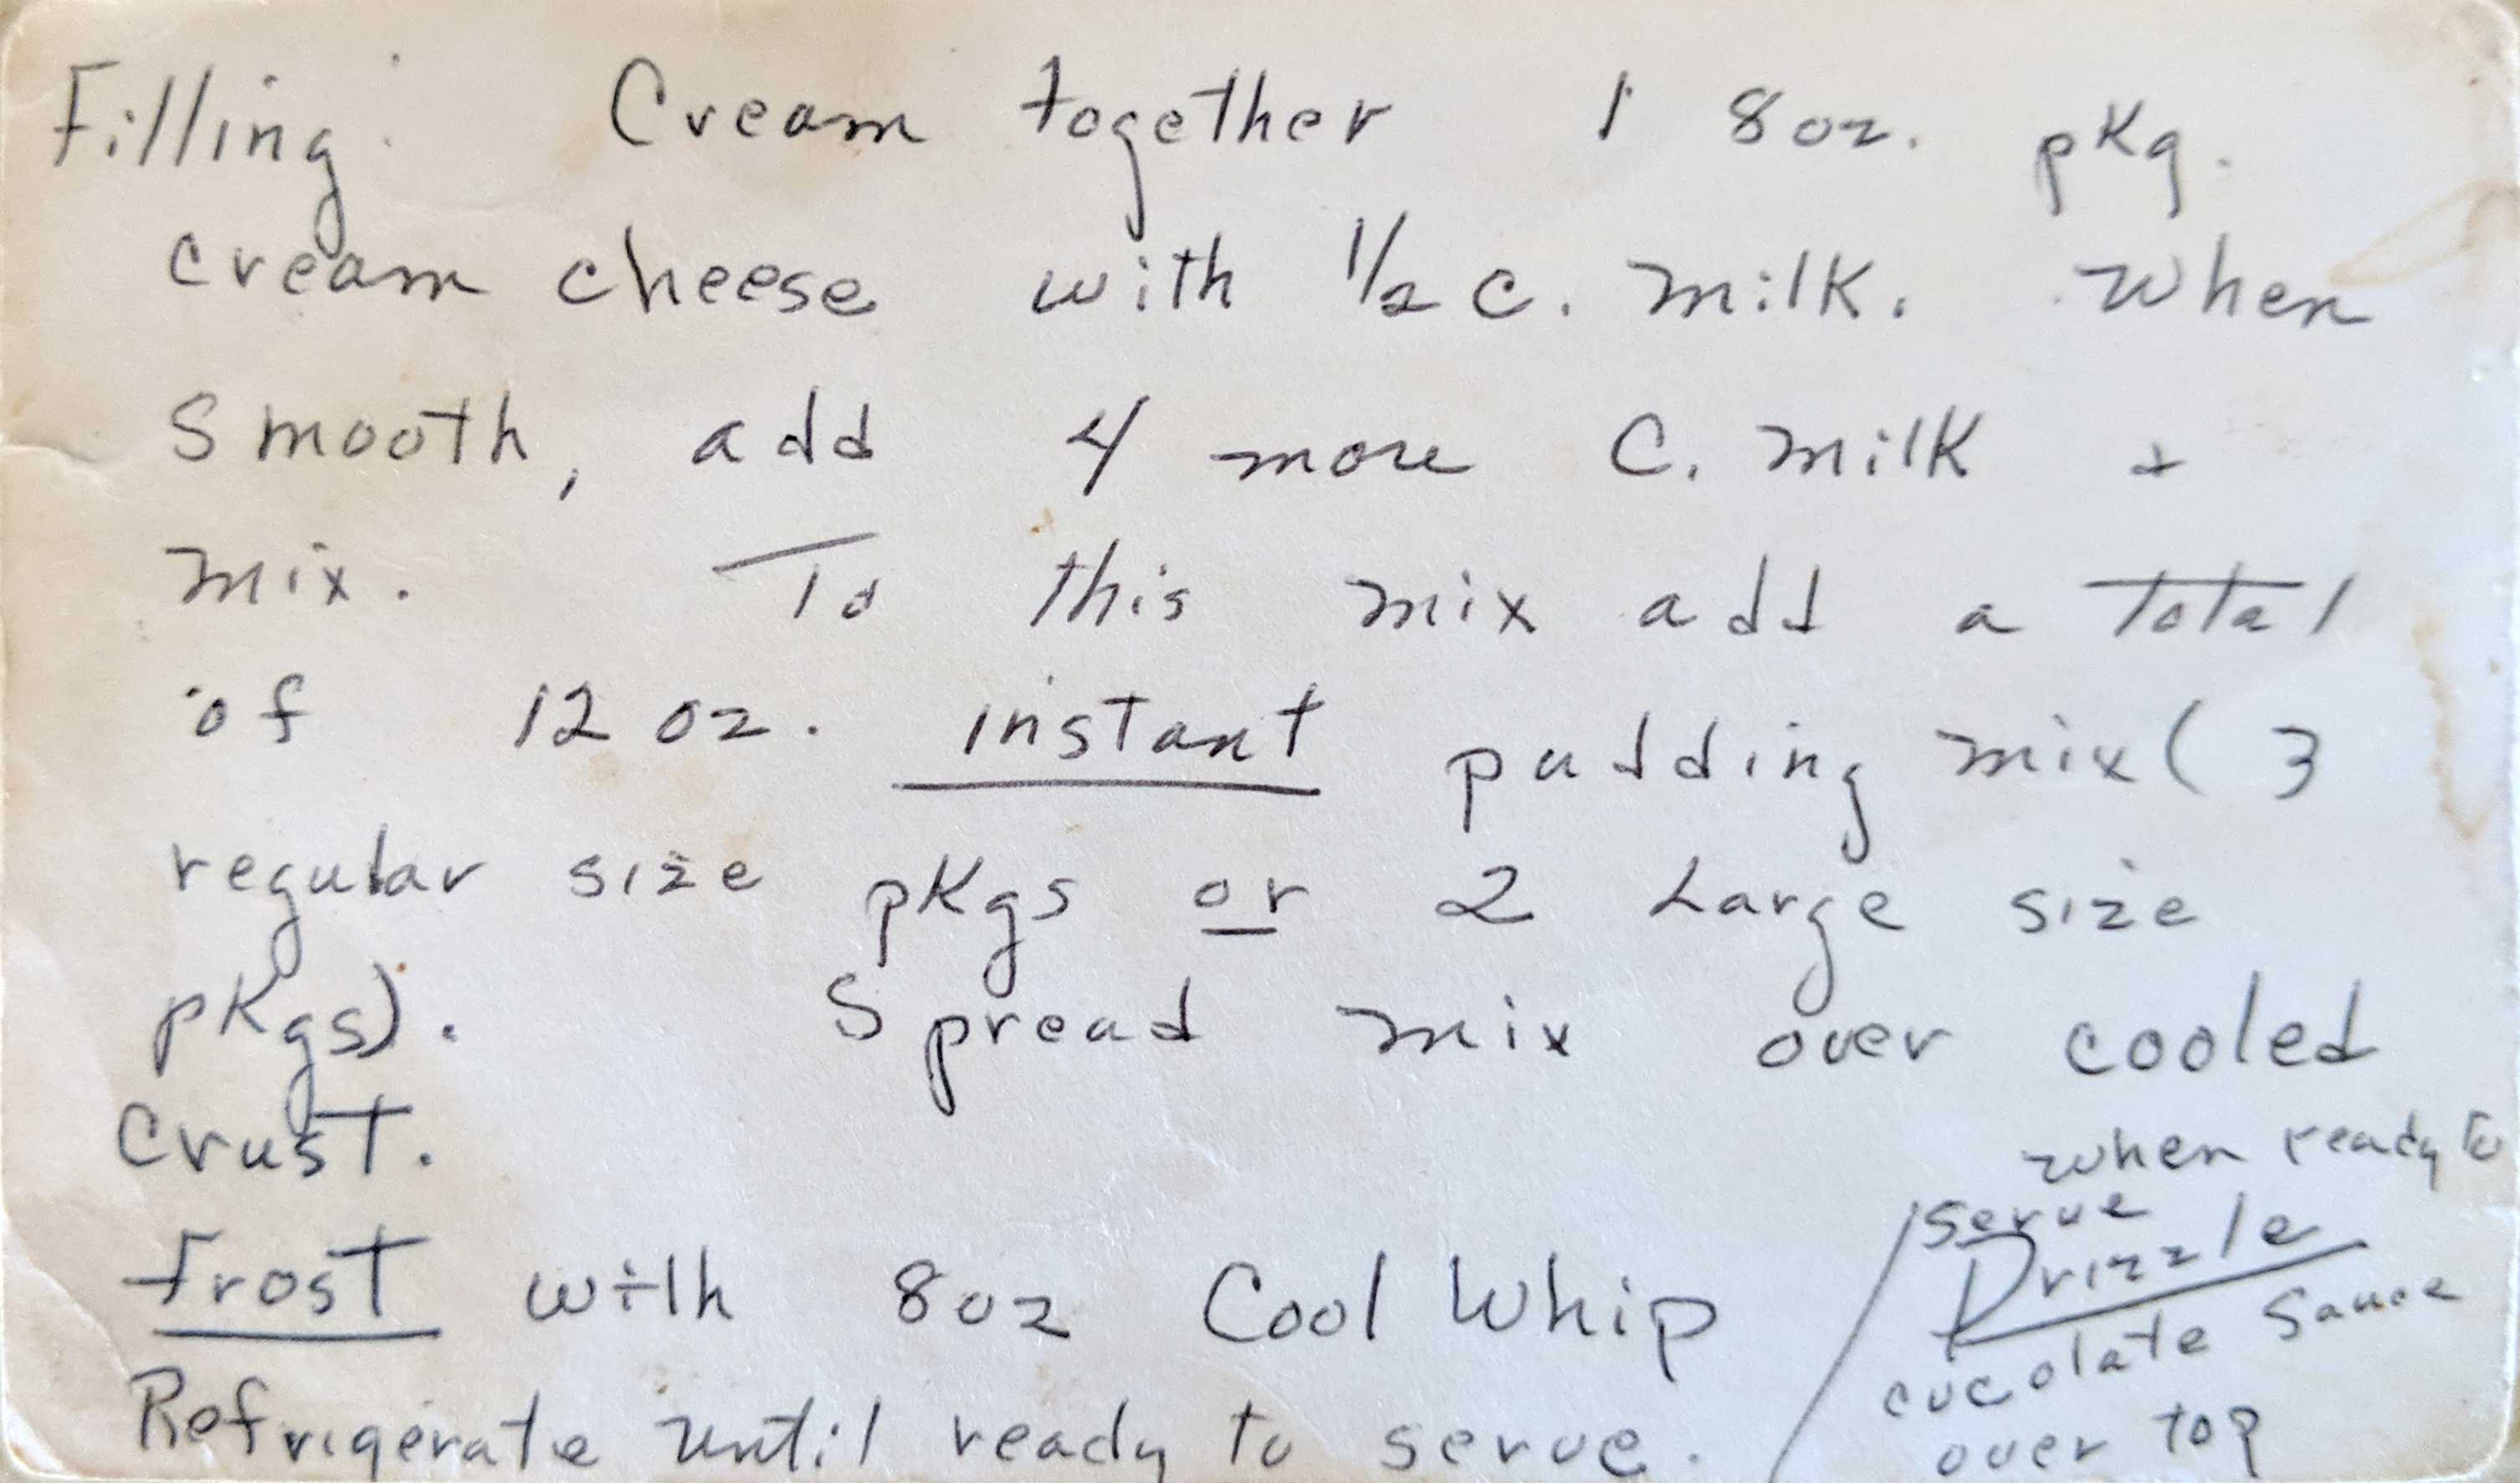 Filling: Cream together 1 8oz. pkg.
cream cheese with 1/2 c. milk. When
Smooth, add 4 more C. milk +
mix. To this mix add a Total
of 12 oz. instant pudding mix ( 3
regular size pkgs or 2 Large size
pkgs). Spread mix over cooled
Crust.
Frost with 8oz Cool Whip
Refrigerate until ready to serve.
when ready to
serve
Drizzle
cocolate Sauce
over top